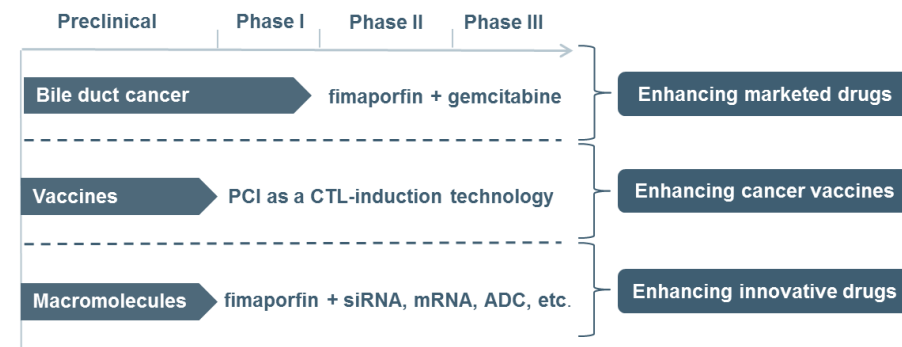 Preclinical Phase I Phase II Phase III
Bile duct cancer fimaporfin + gemcitabine Enhancing marketed drugs
Vaccines PCI as a CTL-induction technology Enhancing cancer vaccines
Macromolecules fimaporfin + siRNA, mRNA, ADC, etc. Enhancing innovative drugs